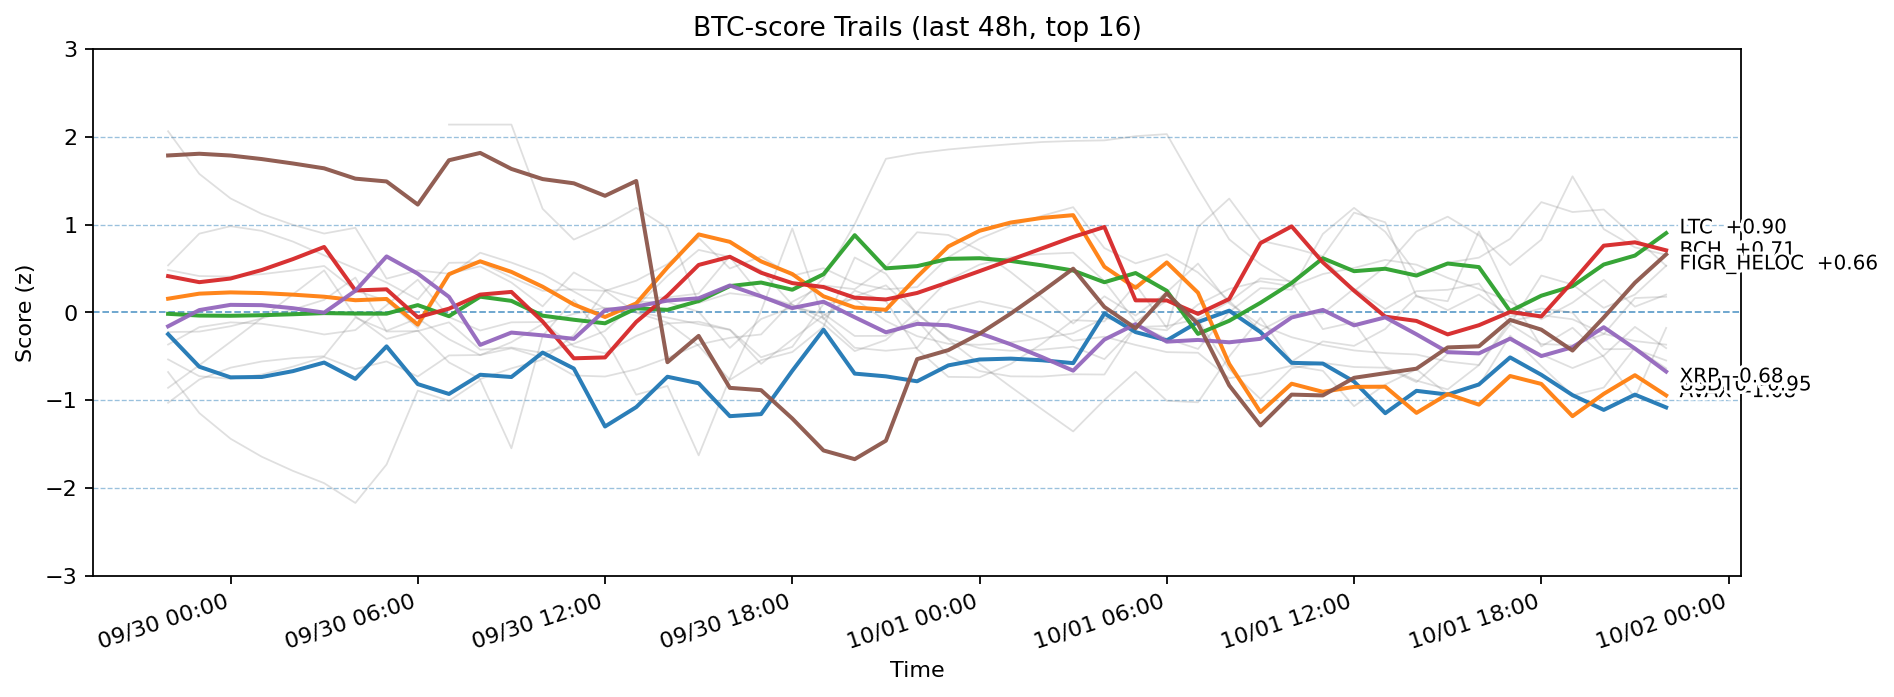 BTC-score Trails (last 48h, top 16)
Score (z)
3
2
1
0
−1
−2
−3
LTC +0.90
BCH +0.71
FIGR_HELOC +0.66
XRP -0.68
09/30 00:00
09/30 06:00
09/30 12:00
09/30 18:00
10/01 00:00
10/01 06:00
10/01 12:00
10/01 18:00
10/02 00:00
Time